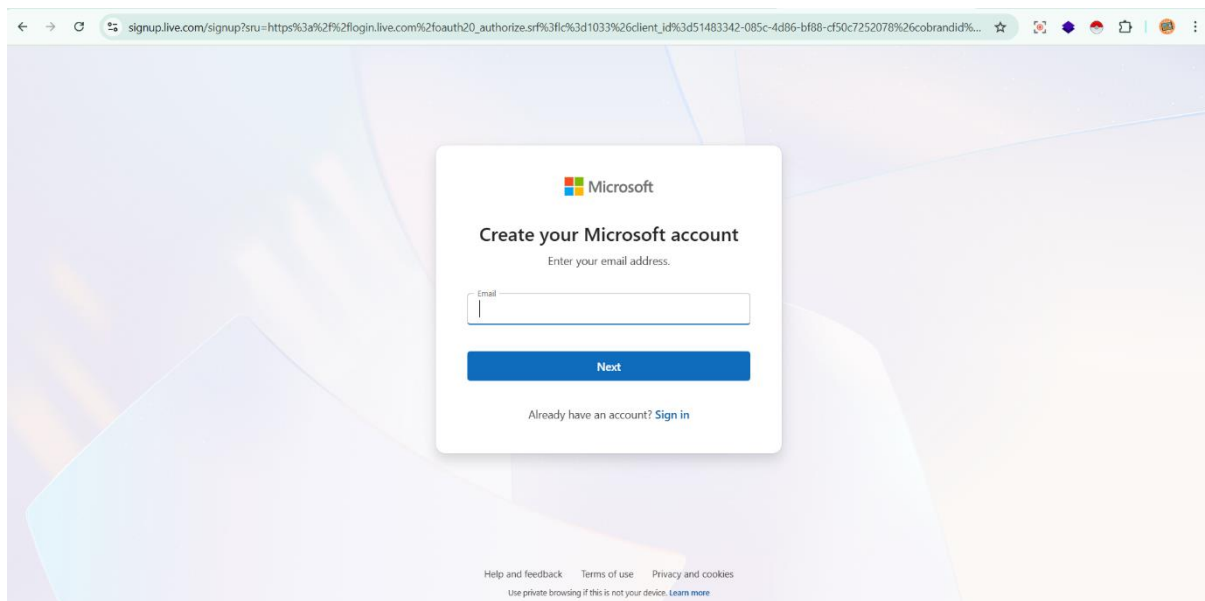 signup.live.com/signup?sru=https%3a%2f%2flogin.live.com%2foauth20_authorize.srf%3flc%3d1033%26client_id%3d51483342-085c-4d86-bf88-cf50c7252078%26cobrandid%...
Microsoft
Create your Microsoft account
Enter your email address.
Email
Next
Already have an account? Sign in
Help and feedback Terms of use Privacy and cookies
Use private browsing if this is not your device. Learn more